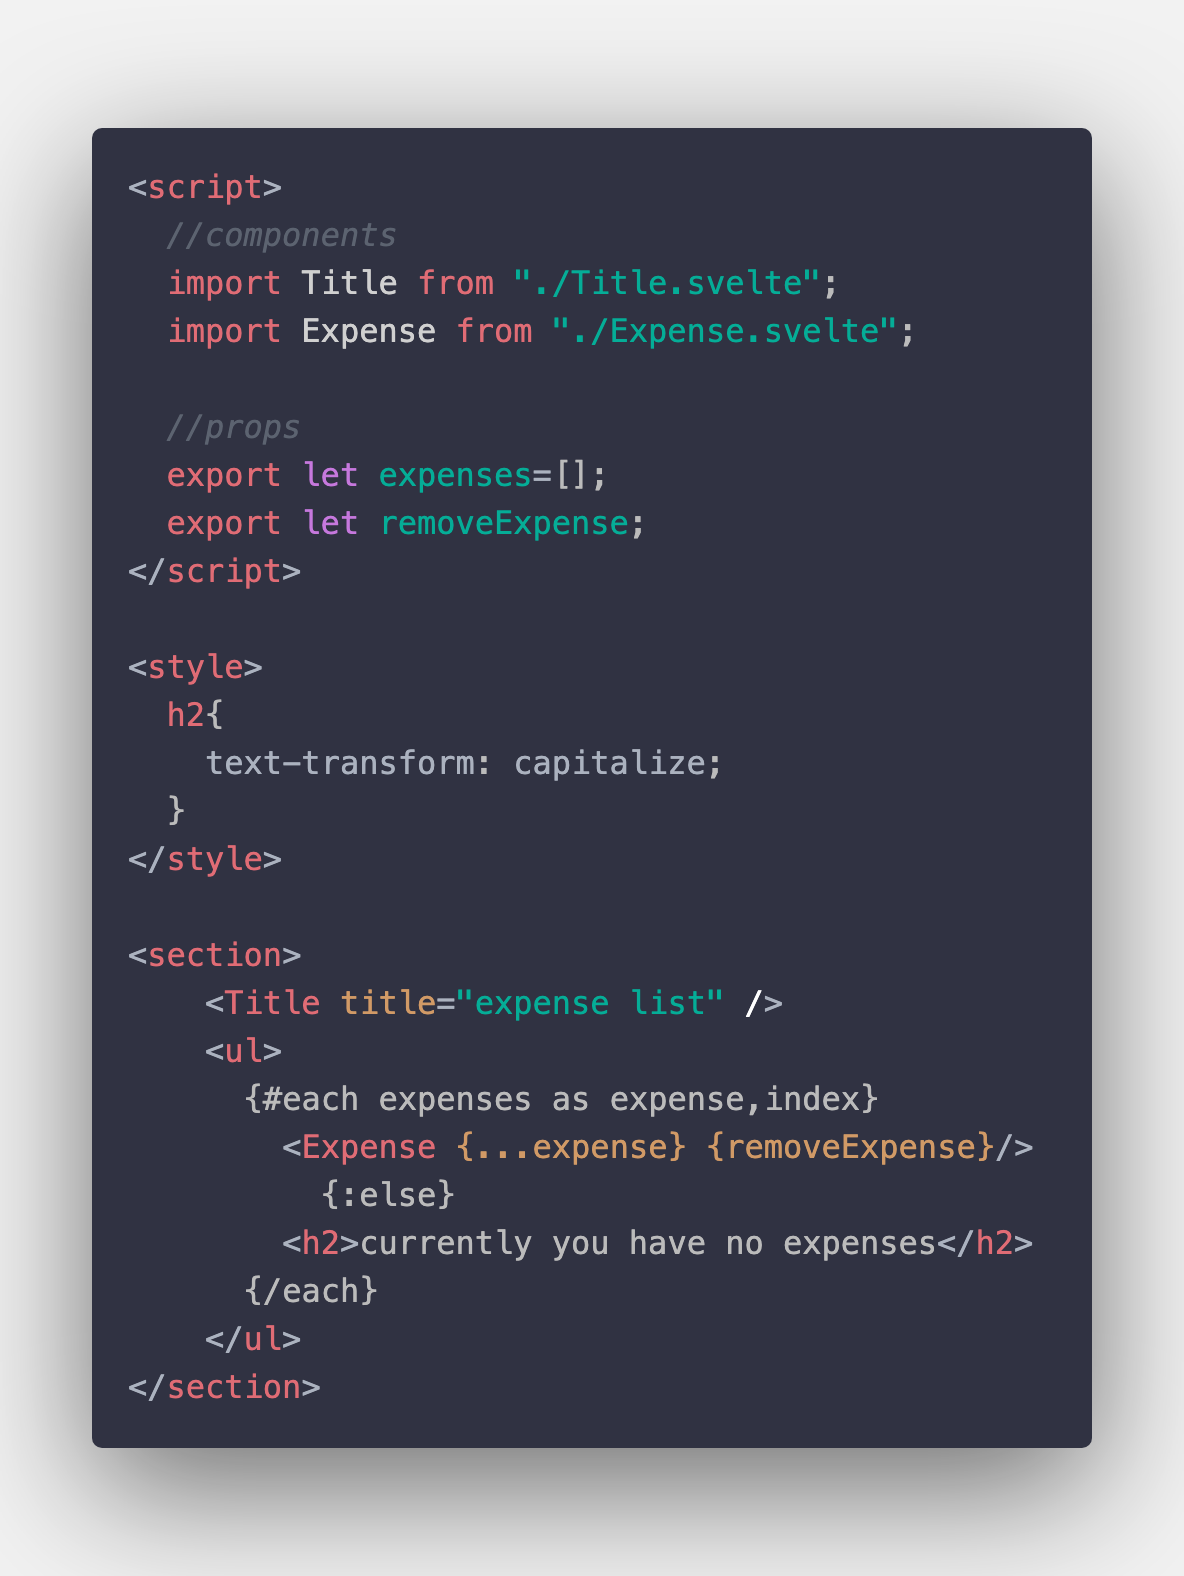 <script>
  //components
  import Title from "./Title.svelte";
  import Expense from "./Expense.svelte";

  //props
  export let expenses=[];
  export let removeExpense;
</script>

<style>
  h2{
    text-transform: capitalize;
  }
</style>

<section>
    <Title title="expense list" />
    <ul>
      {#each expenses as expense,index}
        <Expense {...expense} {removeExpense}/>
          {:else}
        <h2>currently you have no expenses</h2>
      {/each}
    </ul>
</section>